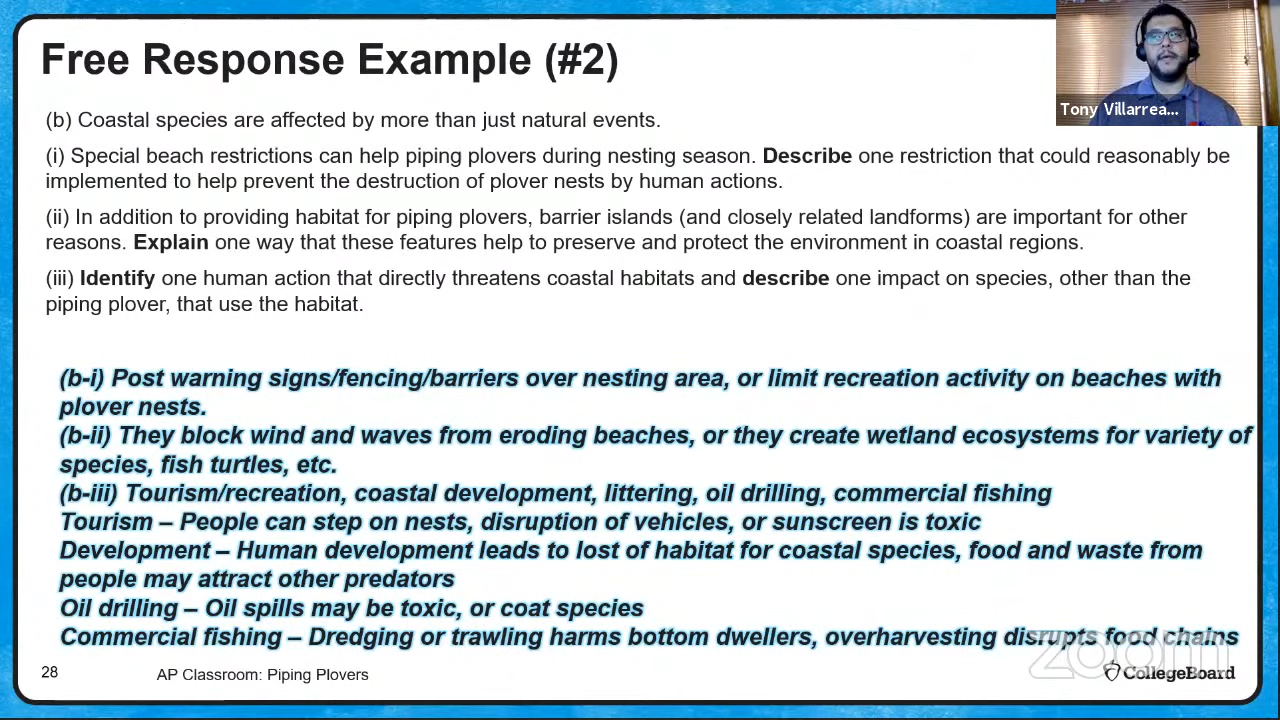 Free Response Example (#2)
Tony Villarrea...
(b) Coastal species are affected by more than just natural events.
(i) Special beach restrictions can help piping plovers during nesting season. Describe one restriction that could reasonably be
implemented to help prevent the destruction of plover nests by human actions.
(ii) In addition to providing habitat for piping plovers, barrier islands (and closely related landforms) are important for other
reasons. Explain one way that these features help to preserve and protect the environment in coastal regions.
(iii) Identify one human action that directly threatens coastal habitats and describe one impact on species, other than the
piping plover, that use the habitat.
(b-i) Post warning signs/fencing/barriers over nesting area, or limit recreation activity on beaches with
plover nests.
(b-ii) They block wind and waves from eroding beaches, or they create wetland ecosystems for variety of
species, fish turtles, etc.
(b-iii) Tourism/recreation, coastal development, littering, oil drilling, commercial fishing
Tourism – People can step on nests, disruption of vehicles, or sunscreen is toxic
Development – Human development leads to lost of habitat for coastal species, food and waste from
people may attract other predators
Oil drilling – Oil spills may be toxic, or coat species
Commercial fishing – Dredging or trawling harms bottom dwellers, overharvesting disrupts food chains
zoom
28
AP Classroom: Piping Plovers
CollegeBoard